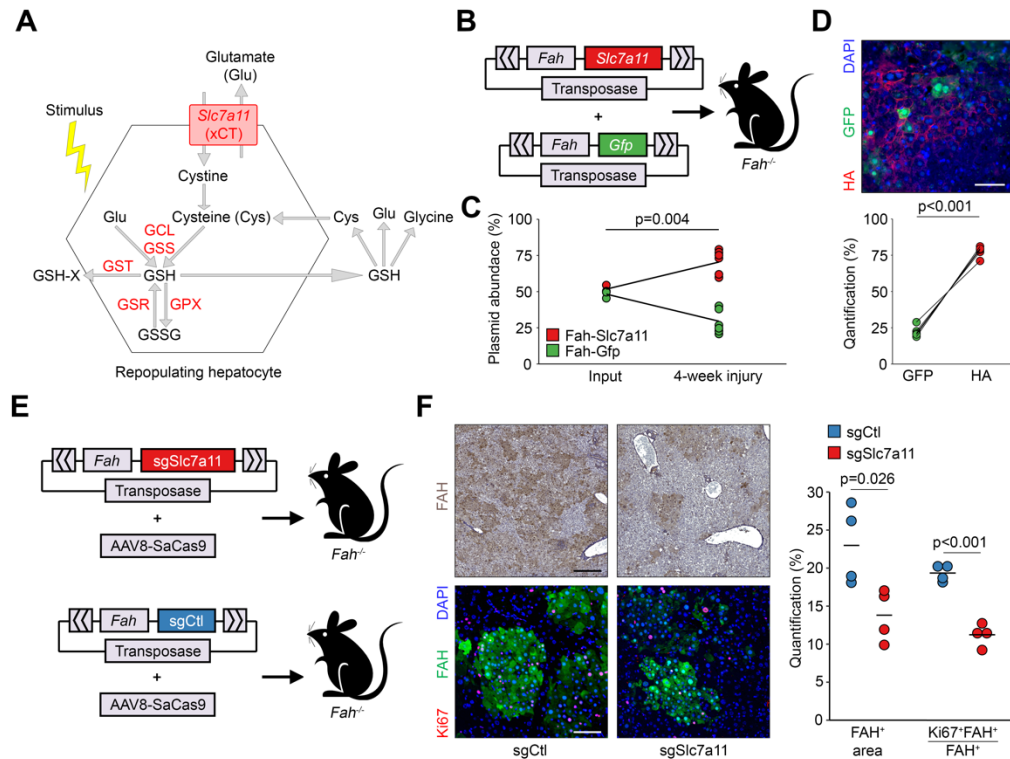 A
Glutamate
(Glu)
Stimulus
Slc7a11
(xCT)
Cystine
Glu
Cysteine (Cys)
Cys
Glu
Glycine
GCL
GSS
GST
GSH-X
GSH
GSH
GSR
GPX
GSSG
Repopulating hepatocyte
B
Fah
Slc7a11
Transposase
+
Fah
Gfp
Transposase
Fah-/-
C
Plasmid abundace (%)
100
75
50
25
0
p=0.004
Fah-Slc7a11
Fah-Gfp
Input
4-week injury
D
HA GFP DAPI
p<0.001
Qantification (%)
100
75
50
25
0
GFP
HA
E
Fah
sgSlc7a11
Transposase
+
AAV8-SaCas9
Fah-/-
Fah
sgCtl
Transposase
+
AAV8-SaCas9
Fah-/-
F
FAH
Ki67 FAH DAPI
sgCtl
sgSlc7a11
sgCtl
sgSlc7a11
p=0.026
p<0.001
Quantification (%)
30
25
20
15
10
5
0
FAH+
area
Ki67+FAH+
FAH+